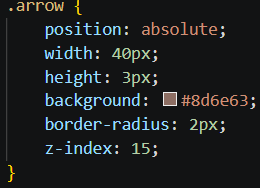 .arrow {
position: absolute;
width: 40px;
height: 3px;
background: #8d6e63;
border-radius: 2px;
z-index: 15;
}